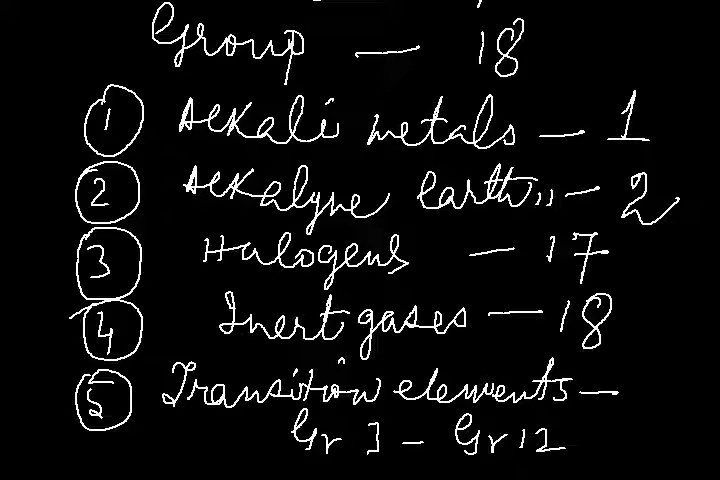 Group — 18
① Alkali metals — 1
② Alkalyne earth ,, — 2
③ Halogens — 17
④ Inert gases — 18
⑤ Transition elements —
Gr 3 — Gr 12